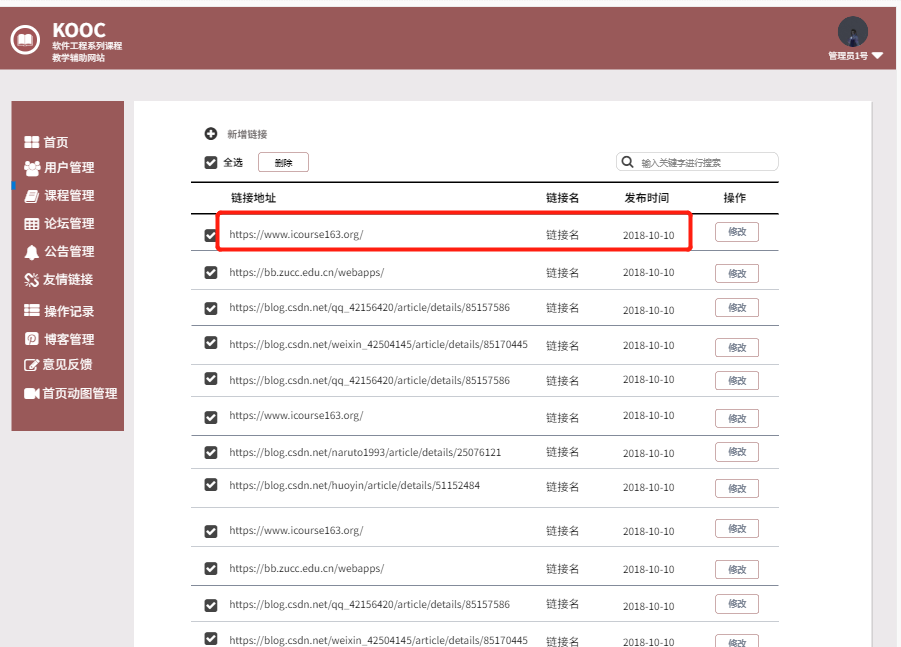 KOOC
软件工程系列课程
教学辅助网站
管理员1号
首页
用户管理
课程管理
论坛管理
公告管理
友情链接
操作记录
博客管理
意见反馈
首页动图管理
新增链接
全选 删除 输入关键字进行搜索
链接地址 链接名 发布时间 操作
https://www.icourse163.org/ 链接名 2018-10-10 修改
https://bb.zucc.edu.cn/webapps/ 链接名 2018-10-10 修改
https://blog.csdn.net/qq_42156420/article/details/85157586 链接名 2018-10-10 修改
https://blog.csdn.net/weixin_42504145/article/details/85170445 链接名 2018-10-10 修改
https://blog.csdn.net/qq_42156420/article/details/85157586 链接名 2018-10-10 修改
https://www.icourse163.org/ 链接名 2018-10-10 修改
https://blog.csdn.net/naruto1993/article/details/25076121 链接名 2018-10-10 修改
https://blog.csdn.net/huoyin/article/details/51152484 链接名 2018-10-10 修改
https://www.icourse163.org/ 链接名 2018-10-10 修改
https://bb.zucc.edu.cn/webapps/ 链接名 2018-10-10 修改
https://blog.csdn.net/qq_42156420/article/details/85157586 链接名 2018-10-10 修改
https://blog.csdn.net/weixin_42504145/article/details/85170445 链接名 2018-10-10 修改